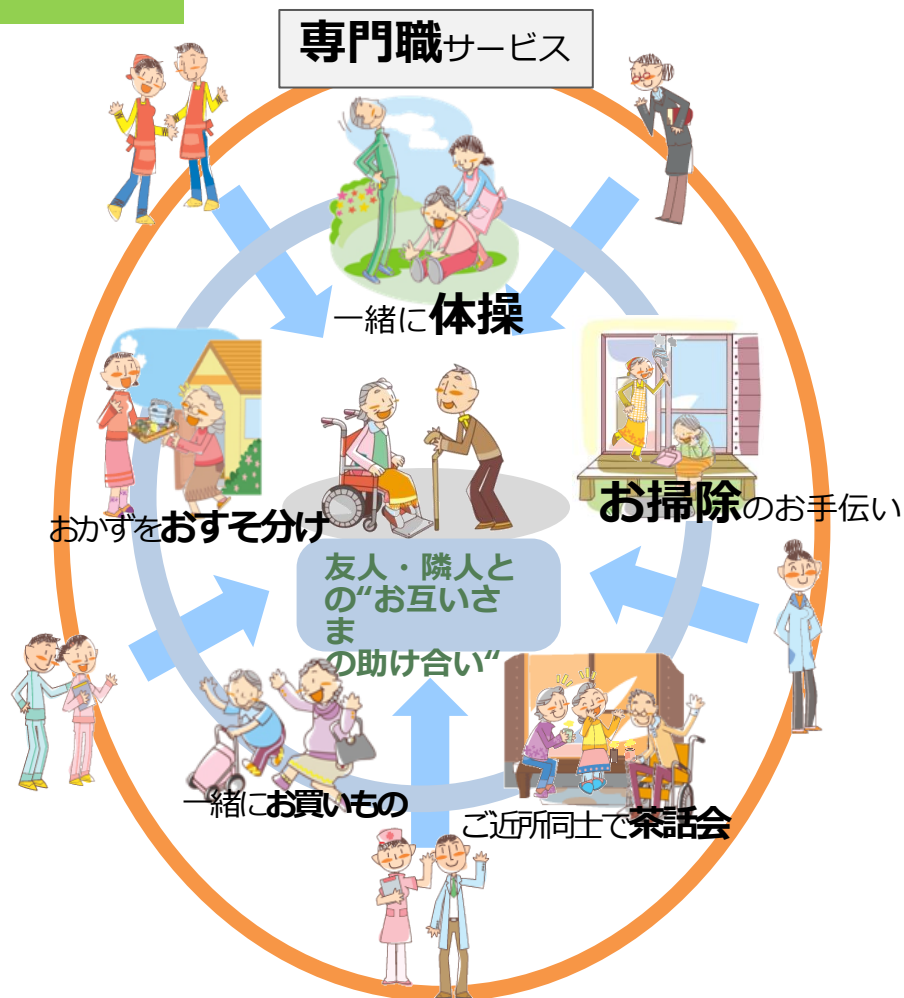 専門職サービス
一緒に体操
おかずをおすそ分け
お掃除のお手伝い
友人・隣人と
の“お互いさ
ま
の助け合い“
一緒にお買いもの
ご近所同士で茶話会